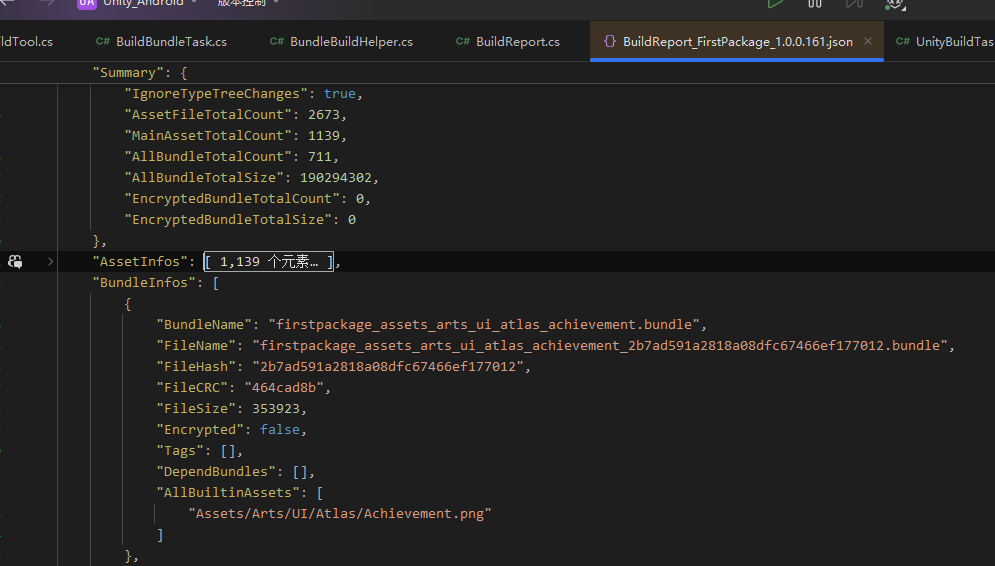 UA Unity_Android 版本控制
ildTool.cs C# BuildBundleTask.cs C# BundleBuildHelper.cs C# BuildReport.cs {} BuildReport_FirstPackage_1.0.0.161.json × C# UnityBuildTas
"Summary": {
"IgnoreTypeTreeChanges": true,
"AssetFileTotalCount": 2673,
"MainAssetTotalCount": 1139,
"AllBundleTotalCount": 711,
"AllBundleTotalSize": 190294302,
"EncryptedBundleTotalCount": 0,
"EncryptedBundleTotalSize": 0
},
"AssetInfos": [ 1,139 个元素… ],
"BundleInfos": [
{
"BundleName": "firstpackage_assets_arts_ui_atlas_achievement.bundle",
"FileName": "firstpackage_assets_arts_ui_atlas_achievement_2b7ad591a2818a08dfc67466ef177012.bundle",
"FileHash": "2b7ad591a2818a08dfc67466ef177012",
"FileCRC": "464cad8b",
"FileSize": 353923,
"Encrypted": false,
"Tags": [],
"DependBundles": [],
"AllBuiltinAssets": [
"Assets/Arts/UI/Atlas/Achievement.png"
]
},